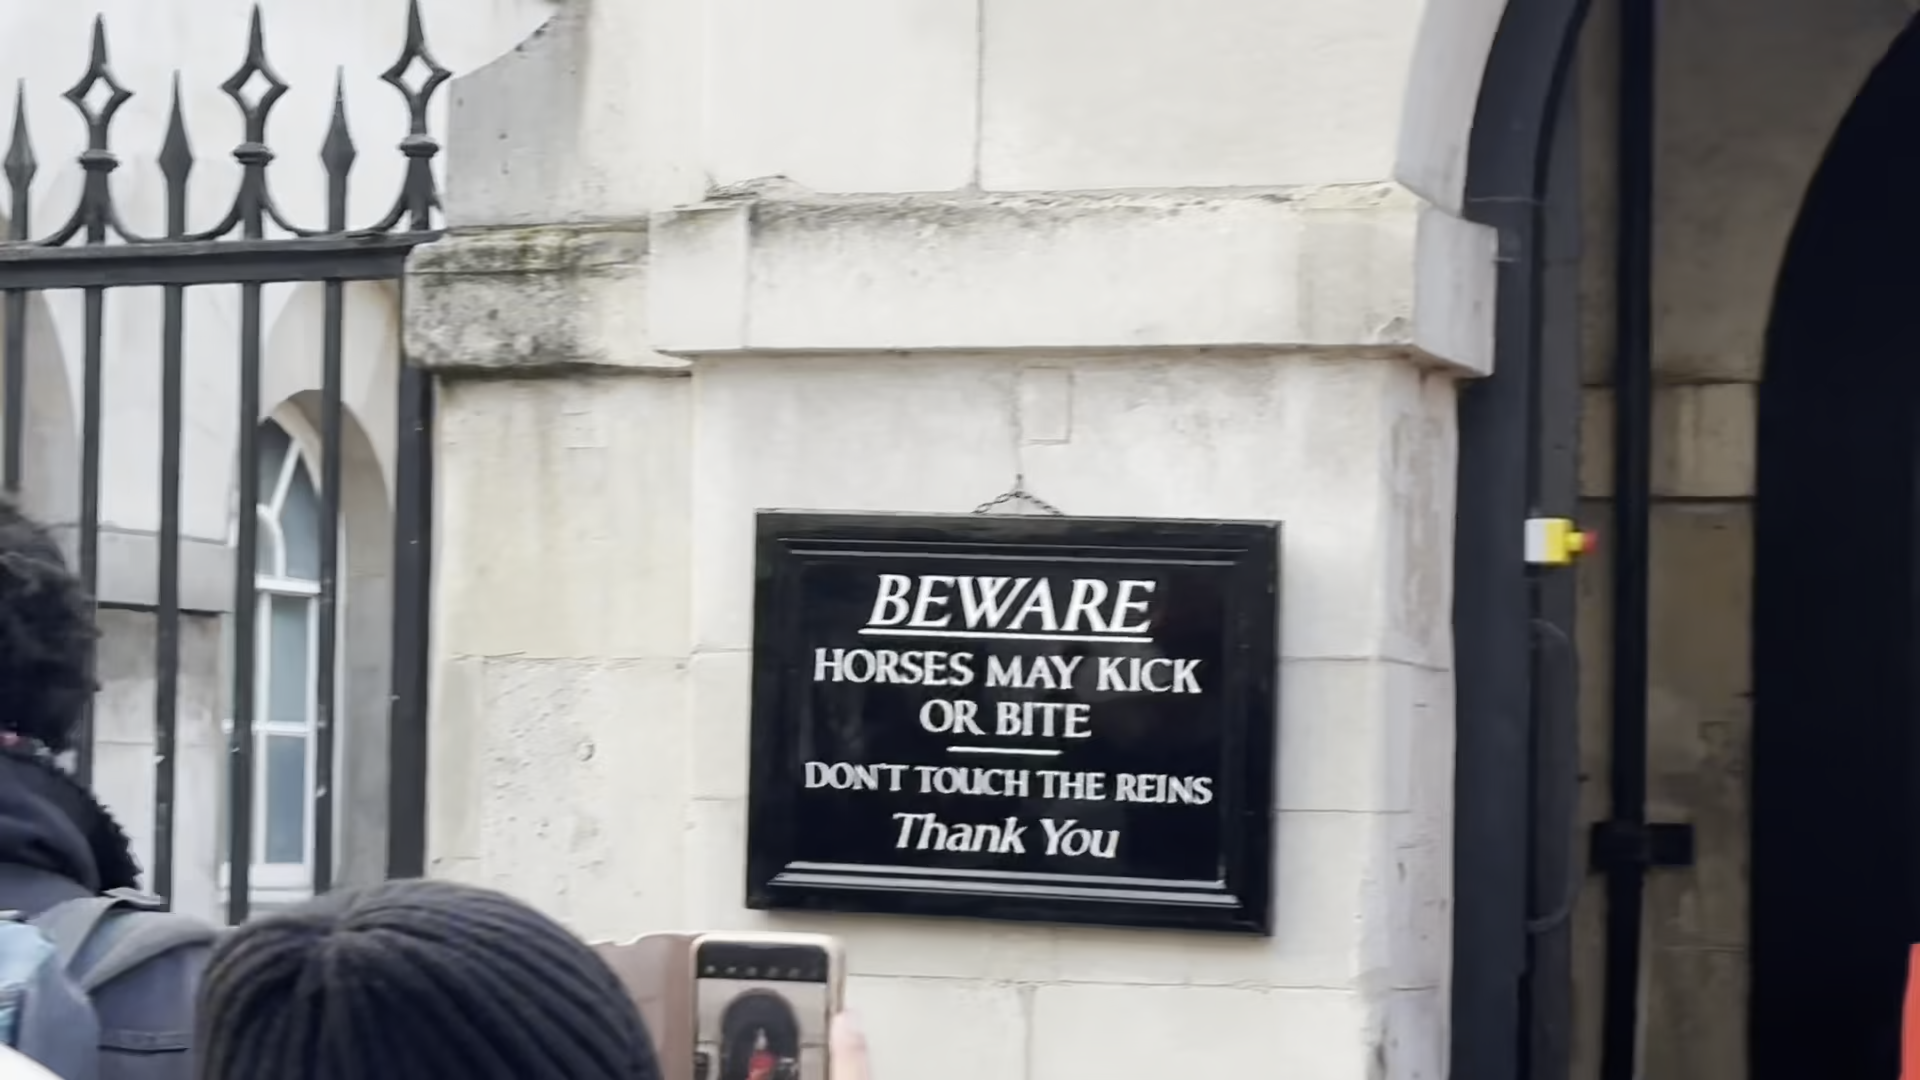 BEWARE
HORSES MAY KICK
OR BITE
DON'T TOUCH THE REINS
Thank You